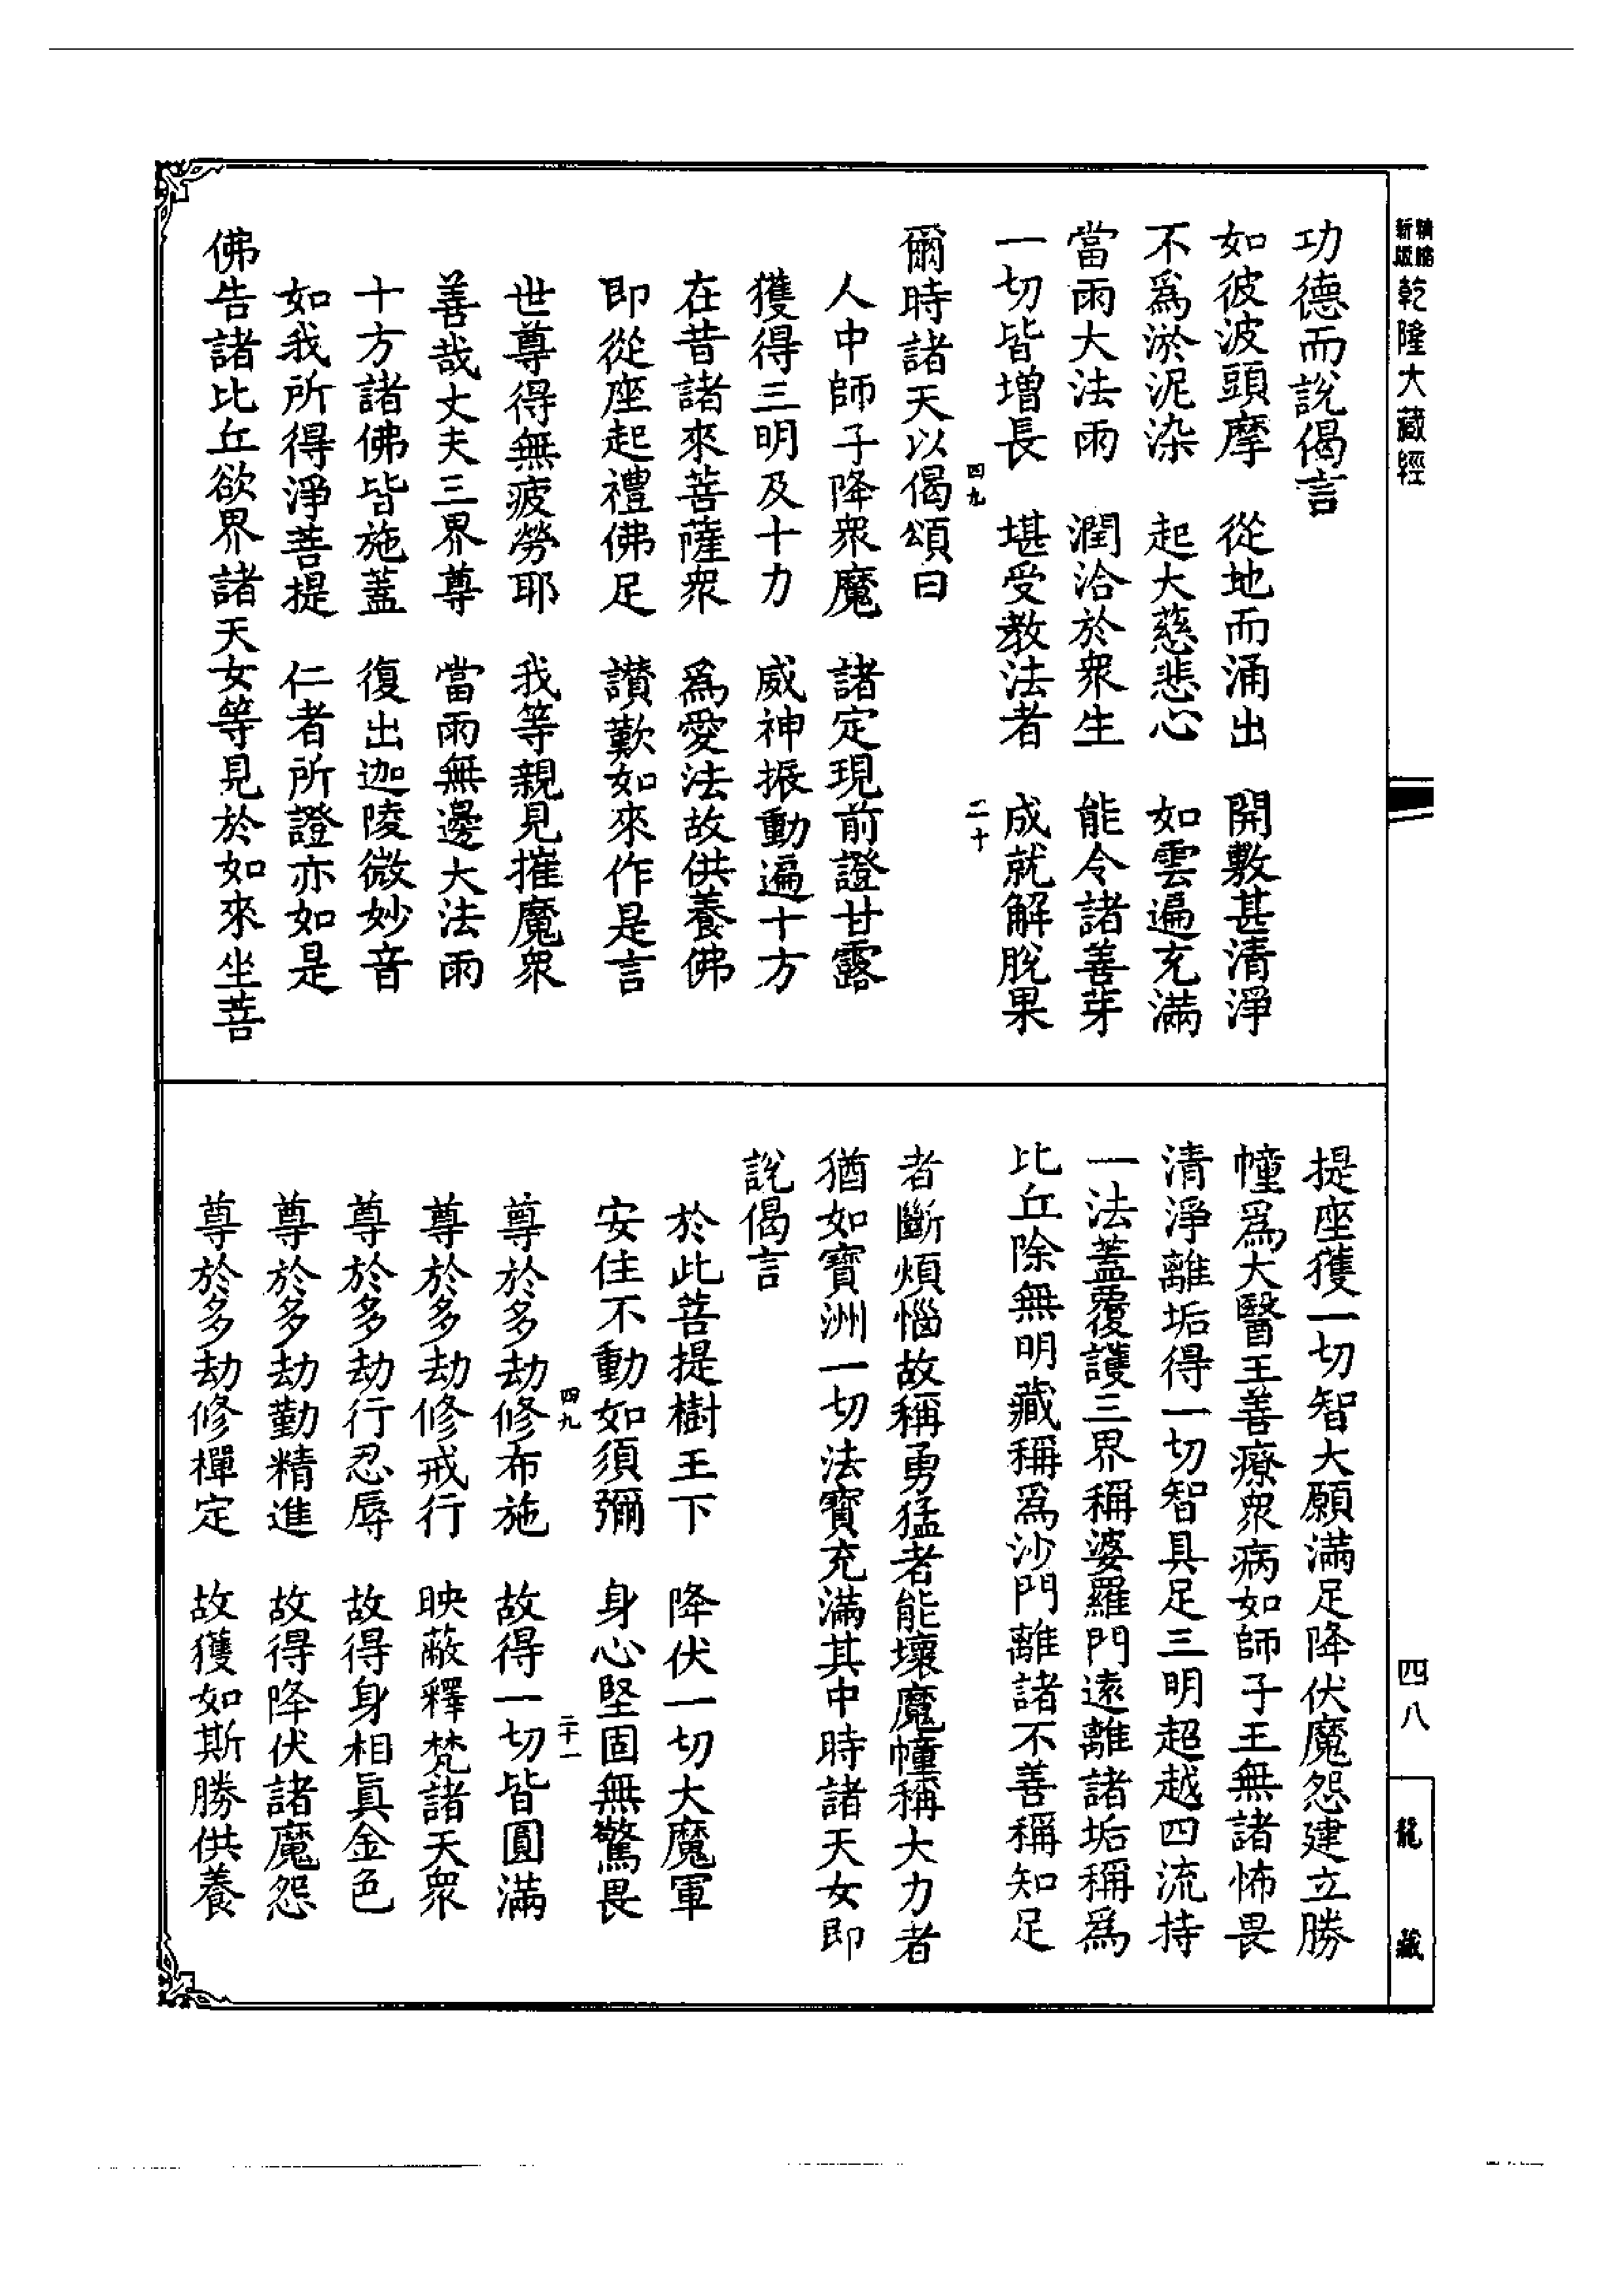 新版精縮乾隆大藏經
四八
龍藏
功德而說偈言
如彼波頭摩　從地而涌出　開敷甚清淨
不爲淤泥染　起大慈悲心　如雲遍充滿
當雨大法雨　潤洽於衆生　能令諸善芽
一切皆增長　堪受教法者　成就解脫果
四九　二十
爾時諸天以偈頌曰
人中師子降衆魔　諸定現前證甘露
獲得三明及十力　威神振動遍十方
在昔諸來菩薩衆　爲愛法故供養佛
即從座起禮佛足　讚歎如來作是言
世尊得無疲勞耶　我等親見摧魔衆
善哉丈夫三界尊　當雨無邊大法雨
十方諸佛皆施蓋　復出迦陵微妙音
如我所得淨菩提　仁者所證亦如是
佛告諸比丘欲界諸天女等見於如來坐菩
提座獲一切智大願滿足降伏魔怨建立勝
幢爲大醫王善療衆病如師子王無諸怖畏
清淨離垢得一切智具足三明超越四流持
一法蓋覆護三界稱婆羅門遠離諸垢稱爲
比丘除無明藏稱爲沙門離諸不善稱知足
者斷煩惱故稱勇猛者能壞魔幢稱大力者
猶如寶洲一切法寶充滿其中時諸天女即
說偈言
於此菩提樹王下　降伏一切大魔軍
安住不動如須彌　身心堅固無驚畏
四九　二十一
尊於多劫修布施　故得一切皆圓滿
尊於多劫修戒行　映蔽釋梵諸天衆
尊於多劫行忍辱　故得身相真金色
尊於多劫勤精進　故得降伏諸魔怨
尊於多劫修禪定　故獲如斯勝供養